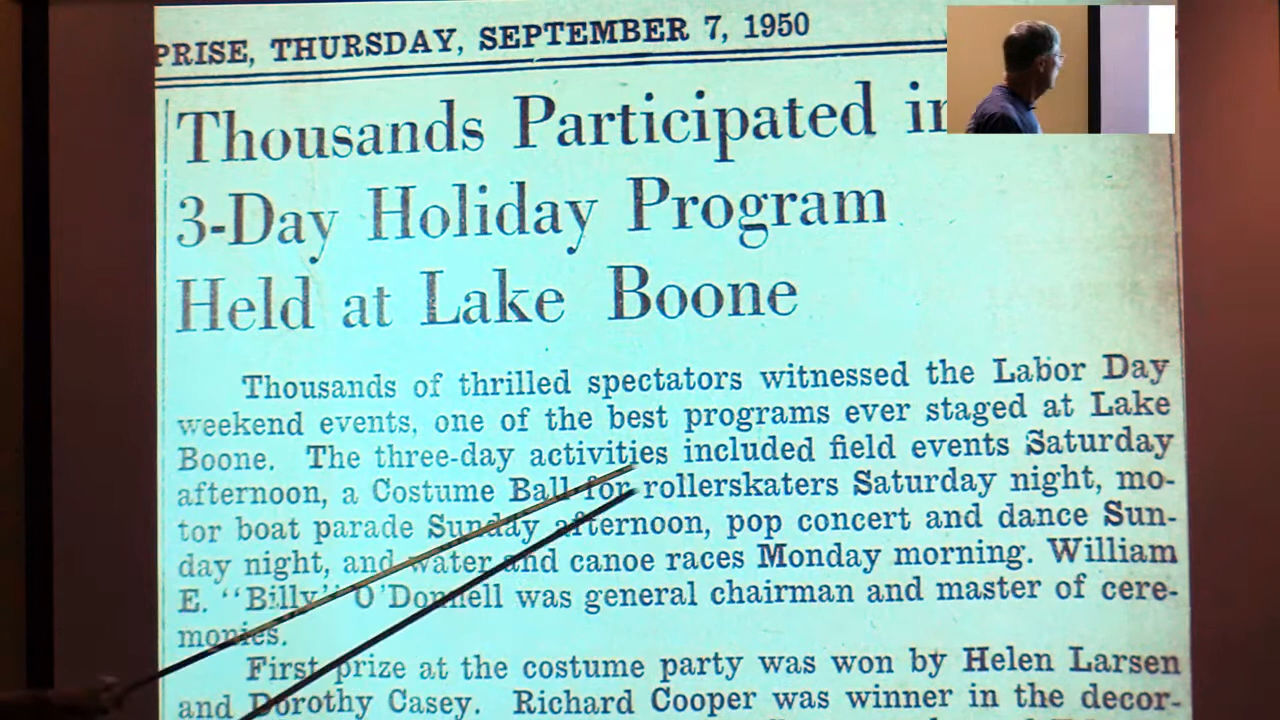 PRISE, THURSDAY, SEPTEMBER 7, 1950
Thousands Participated in
3-Day Holiday Program
Held at Lake Boone
Thousands of thrilled spectators witnessed the Labor Day
weekend events, one of the best programs ever staged at Lake
Boone. The three-day activities included field events Saturday
afternoon, a Costume Ball for rollerskaters Saturday night, mo-
tor boat parade Sunday afternoon, pop concert and dance Sun-
day night, and water and canoe races Monday morning. William
E. "Billy" O'Donnell was general chairman and master of cere-
monies.
First prize at the costume party was won by Helen Larsen
and Dorothy Casey. Richard Cooper was winner in the decor-